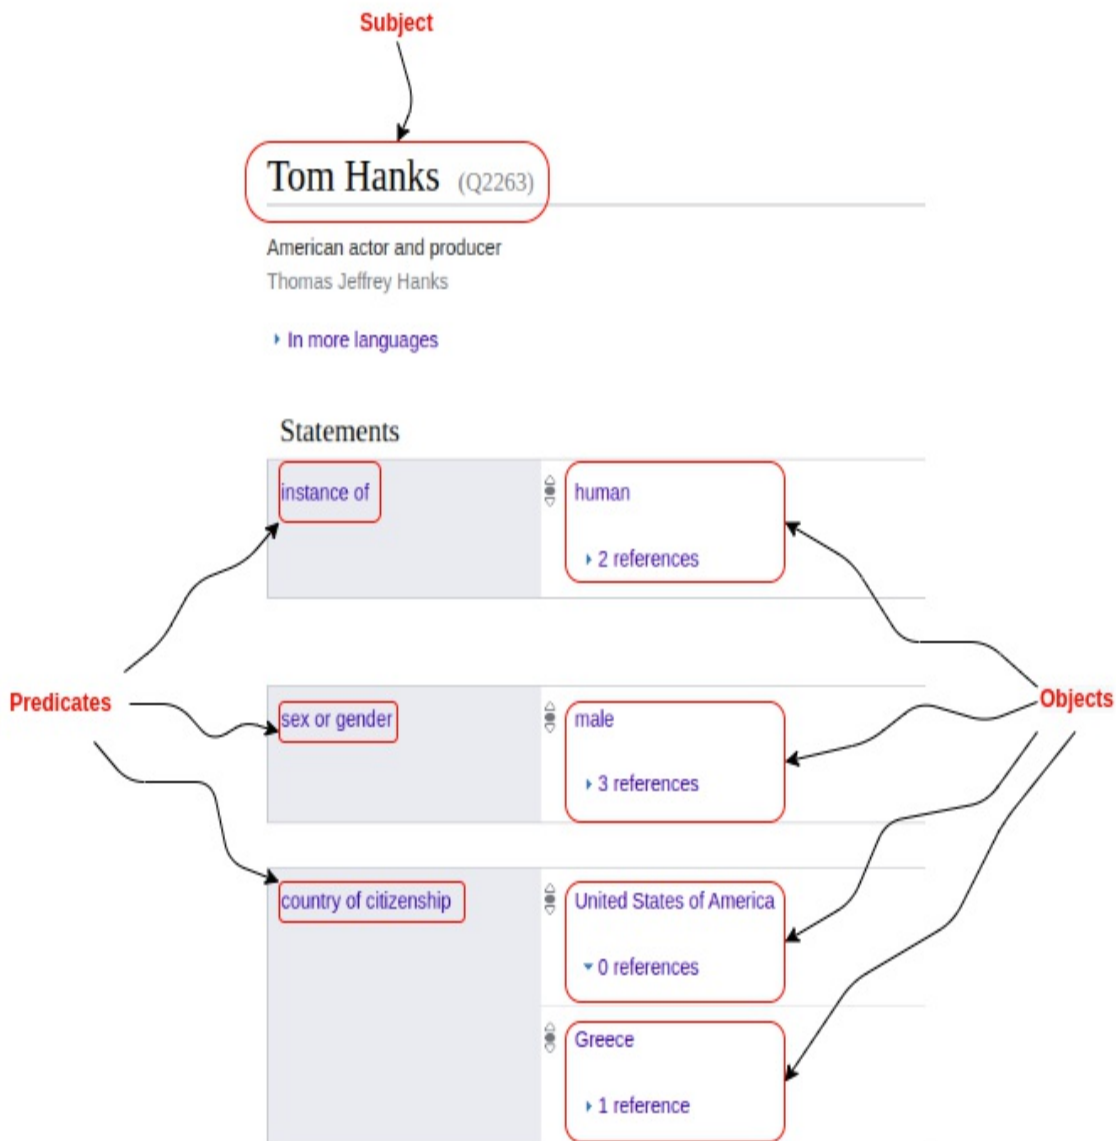 Subject
Tom Hanks (Q2263)
American actor and producer
Thomas Jeffrey Hanks
In more languages
Statements
instance of
human
2 references
Predicates
Objects
sex or gender
male
3 references
country of citizenship
United States of America
0 references
Greece
1 reference